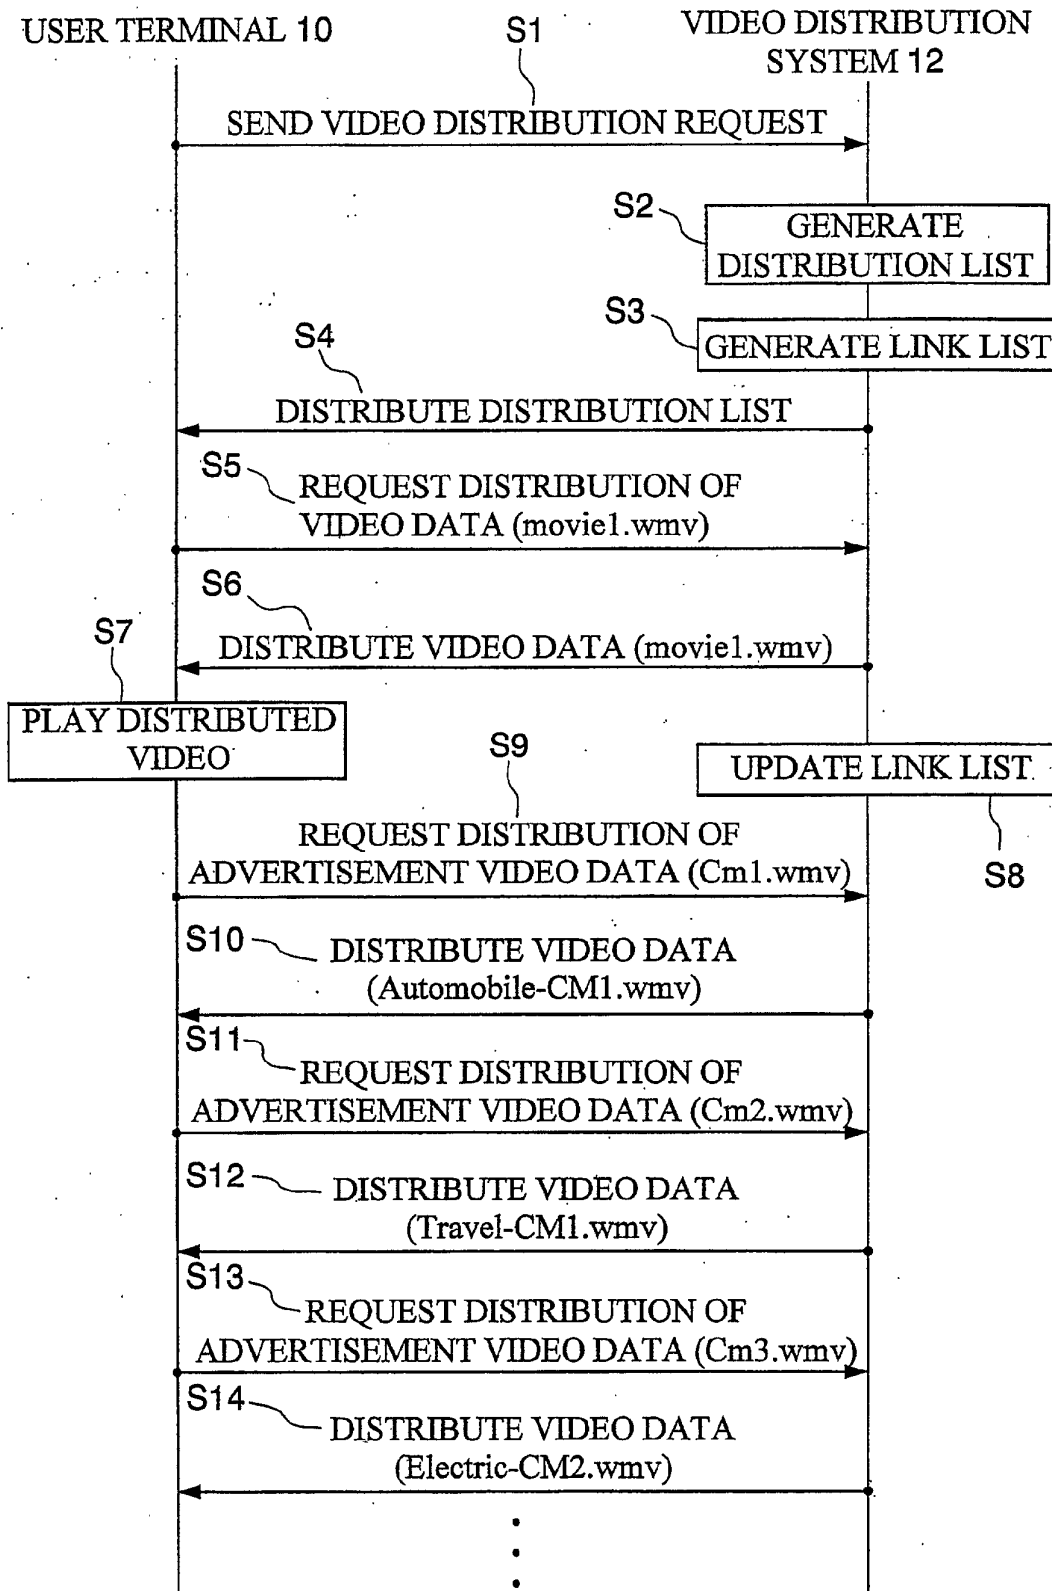 USER TERMINAL 10
S1
VIDEO DISTRIBUTION
SYSTEM 12
SEND VIDEO DISTRIBUTION REQUEST
S2
GENERATE
DISTRIBUTION LIST
S3
GENERATE LINK LIST
S4
DISTRIBUTE DISTRIBUTION LIST
S5
REQUEST DISTRIBUTION OF
VIDEO DATA (movie1.wmv)
S6
DISTRIBUTE VIDEO DATA (movie1.wmv)
S7
PLAY DISTRIBUTED
VIDEO
S9
UPDATE LINK LIST
S8
REQUEST DISTRIBUTION OF
ADVERTISEMENT VIDEO DATA (Cm1.wmv)
S10
DISTRIBUTE VIDEO DATA
(Automobile-CM1.wmv)
S11
REQUEST DISTRIBUTION OF
ADVERTISEMENT VIDEO DATA (Cm2.wmv)
S12
DISTRIBUTE VIDEO DATA
(Travel-CM1.wmv)
S13
REQUEST DISTRIBUTION OF
ADVERTISEMENT VIDEO DATA (Cm3.wmv)
S14
DISTRIBUTE VIDEO DATA
(Electric-CM2.wmv)